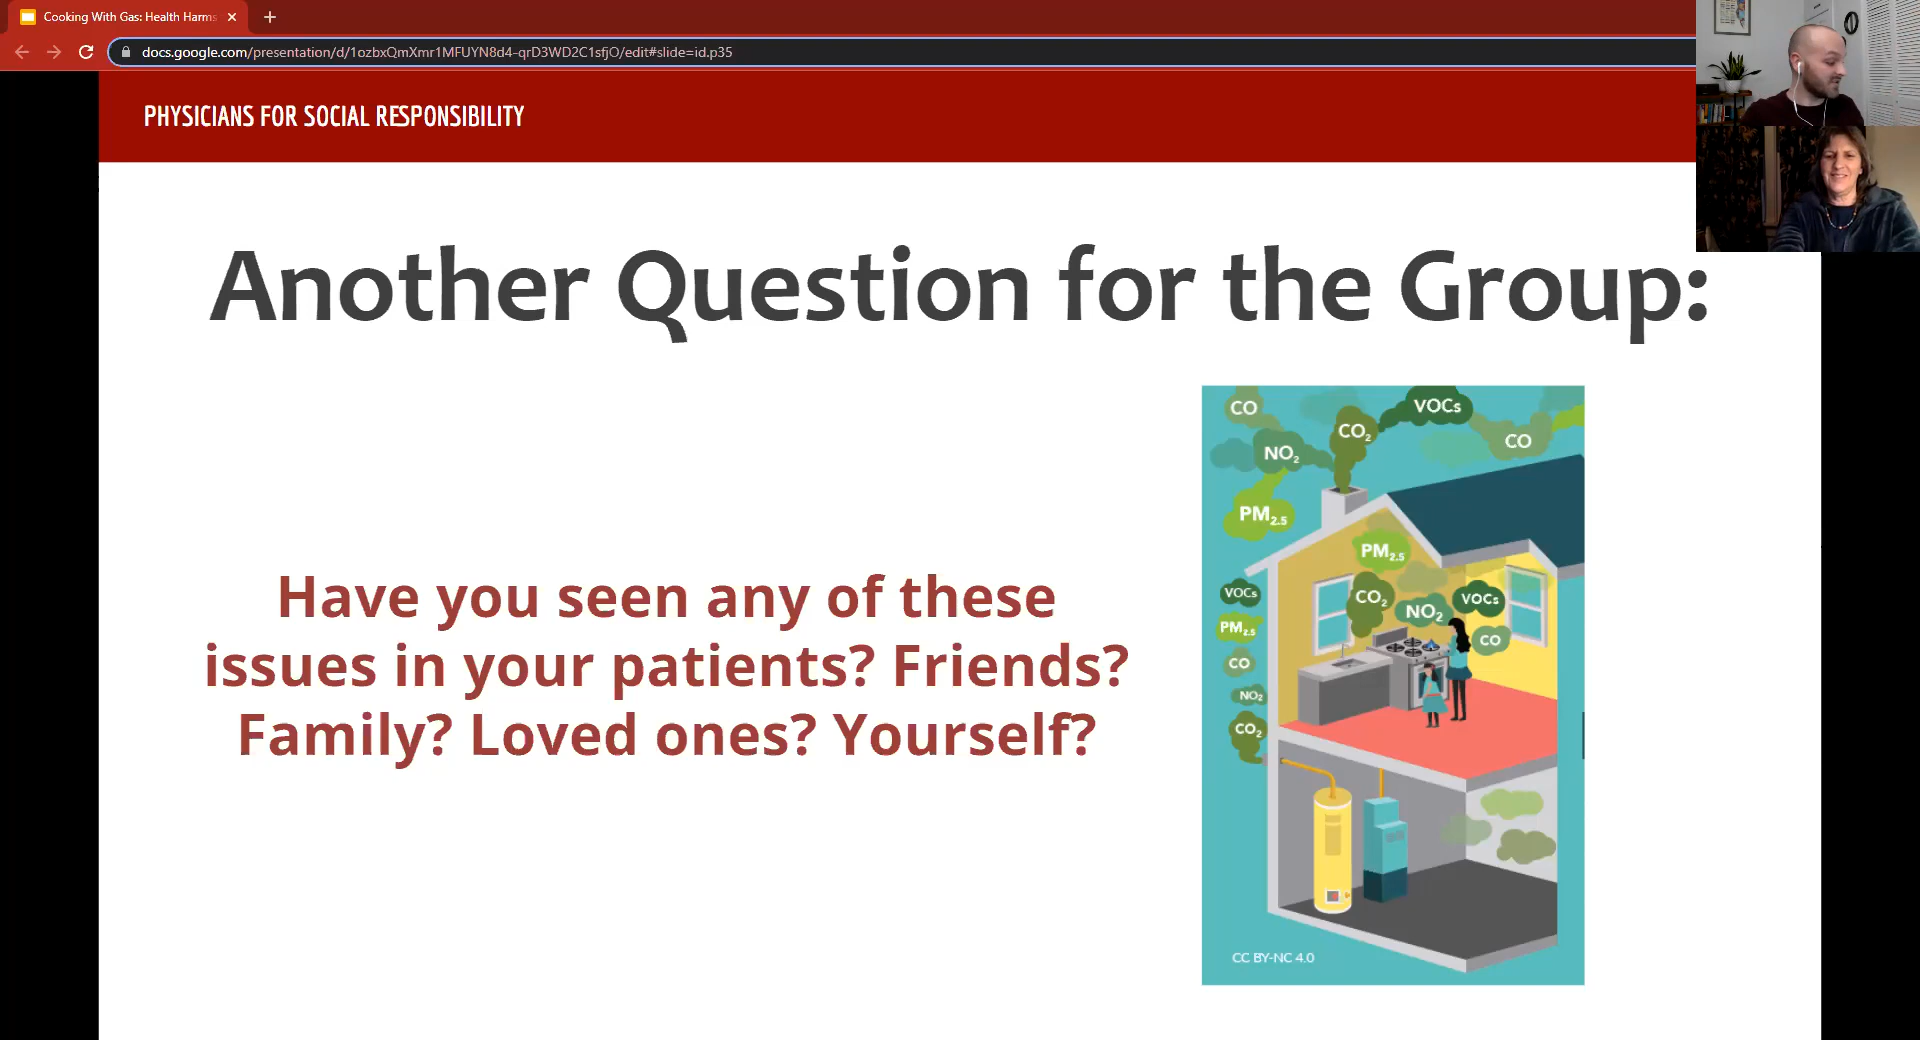 Cooking With Gas: Health Harms
docs.google.com/presentation/d/1ozbxQmXmr1MFUYN8d4-qrD3WD2C1sfjO/edit#slide=id.p35
PHYSICIANS FOR SOCIAL RESPONSIBILITY
Another Question for the Group:
Have you seen any of these
issues in your patients? Friends?
Family? Loved ones? Yourself?
CO
VOCs
CO₂
CO
NO₂
PM₂.₅
PM₂.₅
VOCs
CO₂
NO₂
VOCs
PM₂.₅
CO
CO
NO₂
CO₂
CC BY-NC 4.0